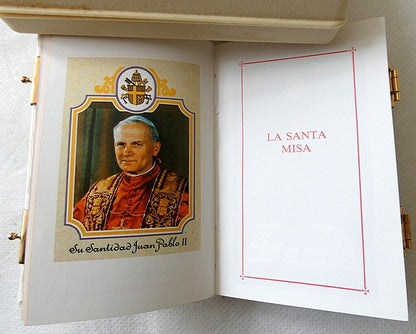 Su Santidad Juan Pablo II
LA SANTA
MISA